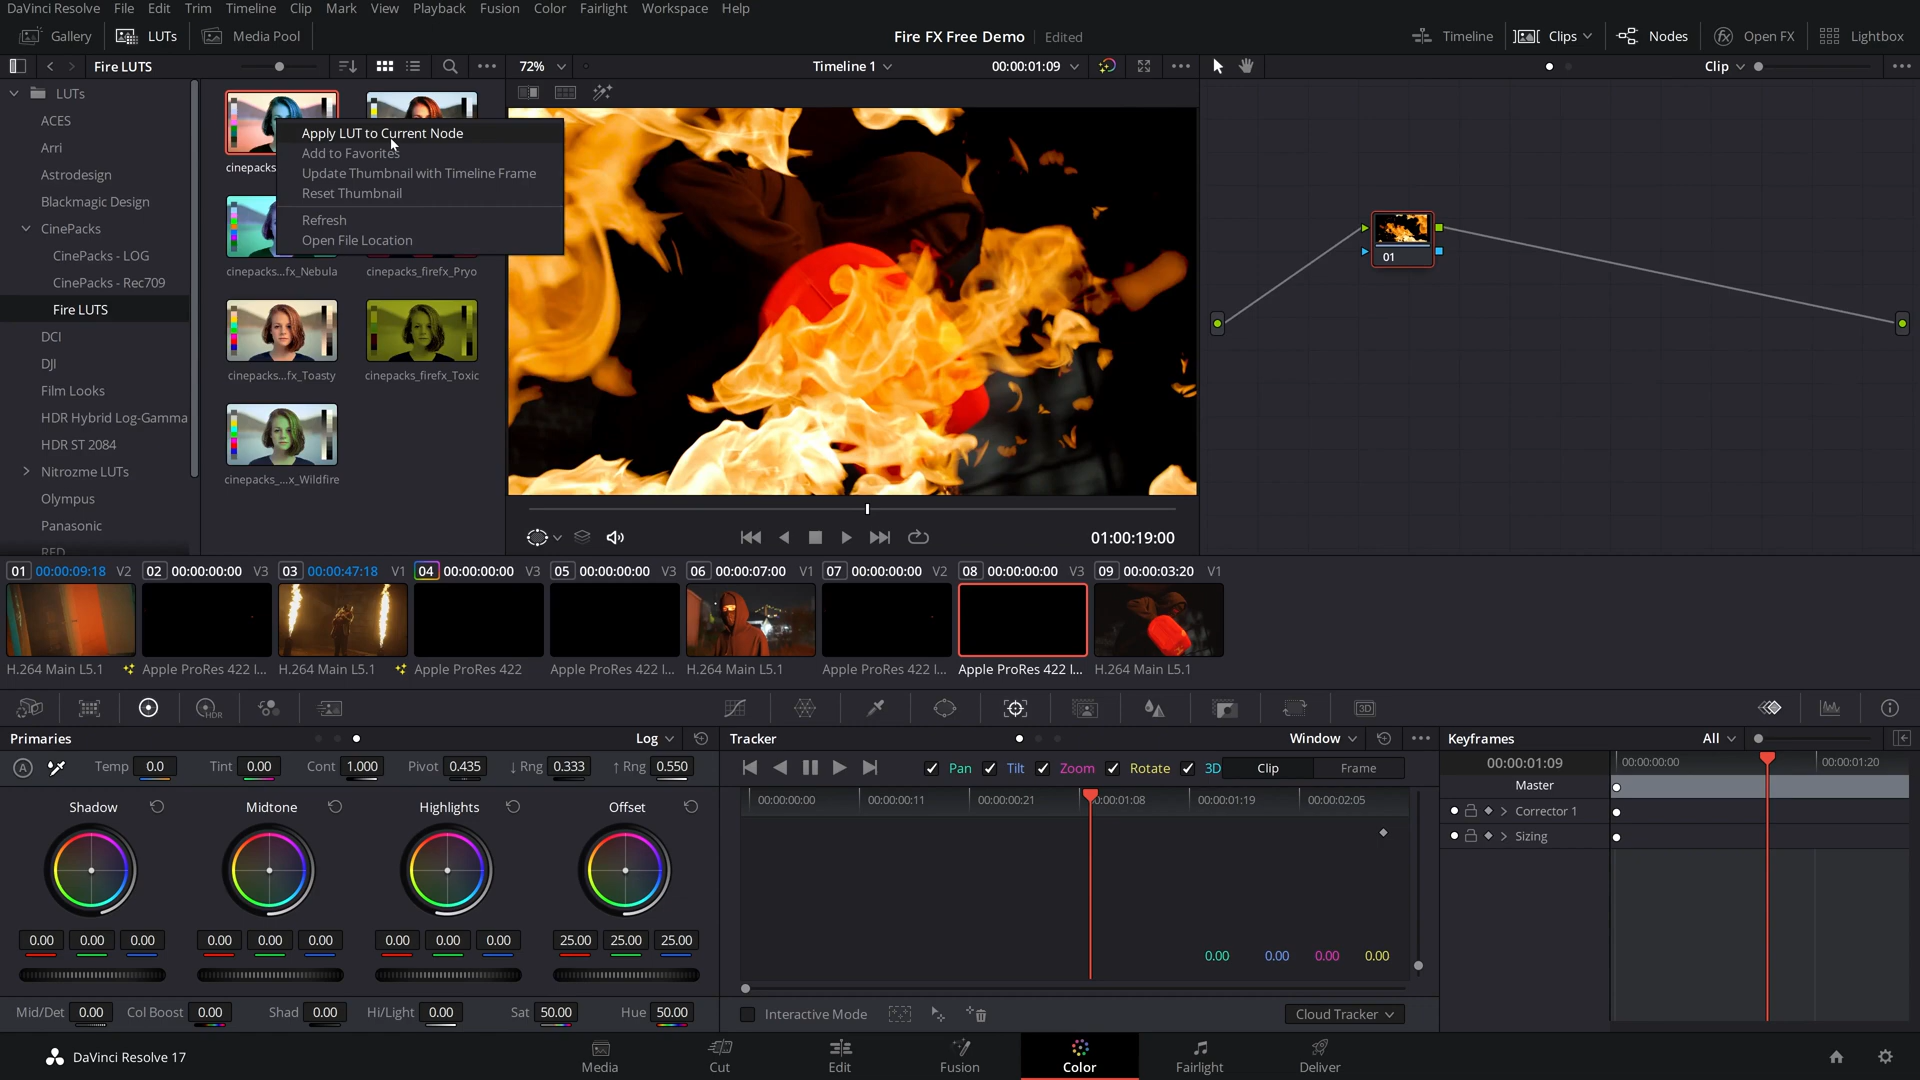 DaVinci Resolve File Edit Trim Timeline Clip Mark View Playback Fusion Color Fairlight Workspace Help
Gallery LUTs Media Pool
Fire FX Free Demo Edited
Timeline Clips Nodes Open FX Lightbox
Fire LUTS
72% Timeline 1 00:00:01:09
Clip
LUTs
ACES
Arri
Astrodesign
Blackmagic Design
CinePacks
CinePacks - LOG
CinePacks - Rec709
Fire LUTS
DCI
DJI
Film Looks
HDR Hybrid Log-Gamma
HDR ST 2084
Nitrozme LUTs
Olympus
Panasonic
RED
cinepacks
Apply LUT to Current Node
Add to Favorites
Update Thumbnail with Timeline Frame
Reset Thumbnail
Refresh
Open File Location
cinepacks...fx_Nebula cinepacks_firefx_Pryo
cinepacks...fx_Toasty cinepacks_firefx_Toxic
cinepacks_...x_Wildfire
01
01:00:19:00
01 00:00:09:18 V2 02 00:00:00:00 V3 03 00:00:47:18 V1 04 00:00:00:00 V3 05 00:00:00:00 V3 06 00:00:07:00 V1 07 00:00:00:00 V2 08 00:00:00:00 V3 09 00:00:03:20 V1
H.264 Main L5.1 Apple ProRes 422 I... H.264 Main L5.1 Apple ProRes 422 Apple ProRes 422 I... H.264 Main L5.1 Apple ProRes 422 I... Apple ProRes 422 I... H.264 Main L5.1
HDR 3D
Primaries Log
A Temp 0.0 Tint 0.00 Cont 1.000 Pivot 0.435 ↓ Rng 0.333 ↑ Rng 0.550
Shadow Midtone Highlights Offset
0.00 0.00 0.00 0.00 0.00 0.00 0.00 0.00 0.00 25.00 25.00 25.00
Mid/Det 0.00 Col Boost 0.00 Shad 0.00 Hi/Light 0.00 Sat 50.00 Hue 50.00
Tracker Window
Pan Tilt Zoom Rotate 3D Clip Frame
00:00:00:00 00:00:00:11 00:00:00:21 0:00:01:08 00:00:01:19 00:00:02:05
0.00 0.00 0.00 0.00
Interactive Mode Cloud Tracker
Keyframes All
00:00:01:09 00:00:00:00 00:00:01:20
Master
Corrector 1
Sizing
DaVinci Resolve 17
Media Cut Edit Fusion Color Fairlight Deliver